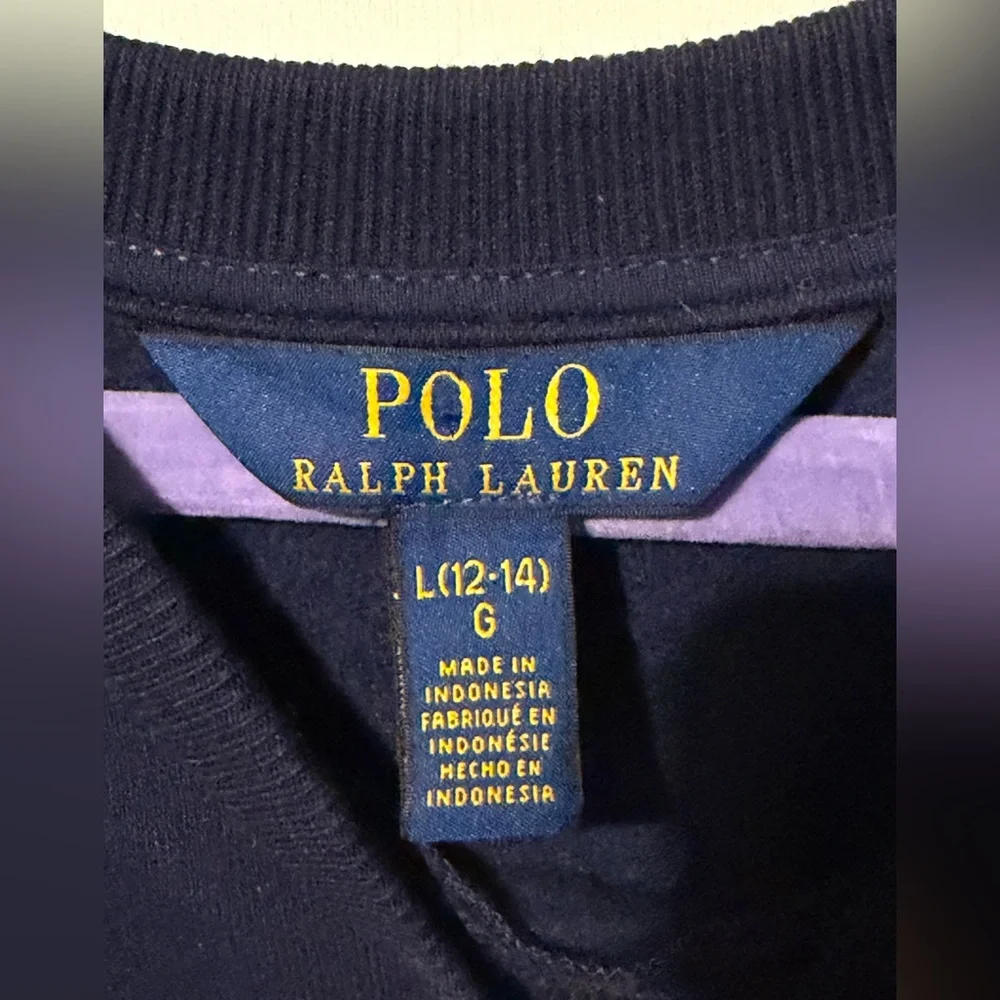 POLO
RALPH LAUREN
L(12-14)
G
MADE IN
INDONESIA
FABRIQUÉ EN
INDONÉSIE
HECHO EN
INDONESIA